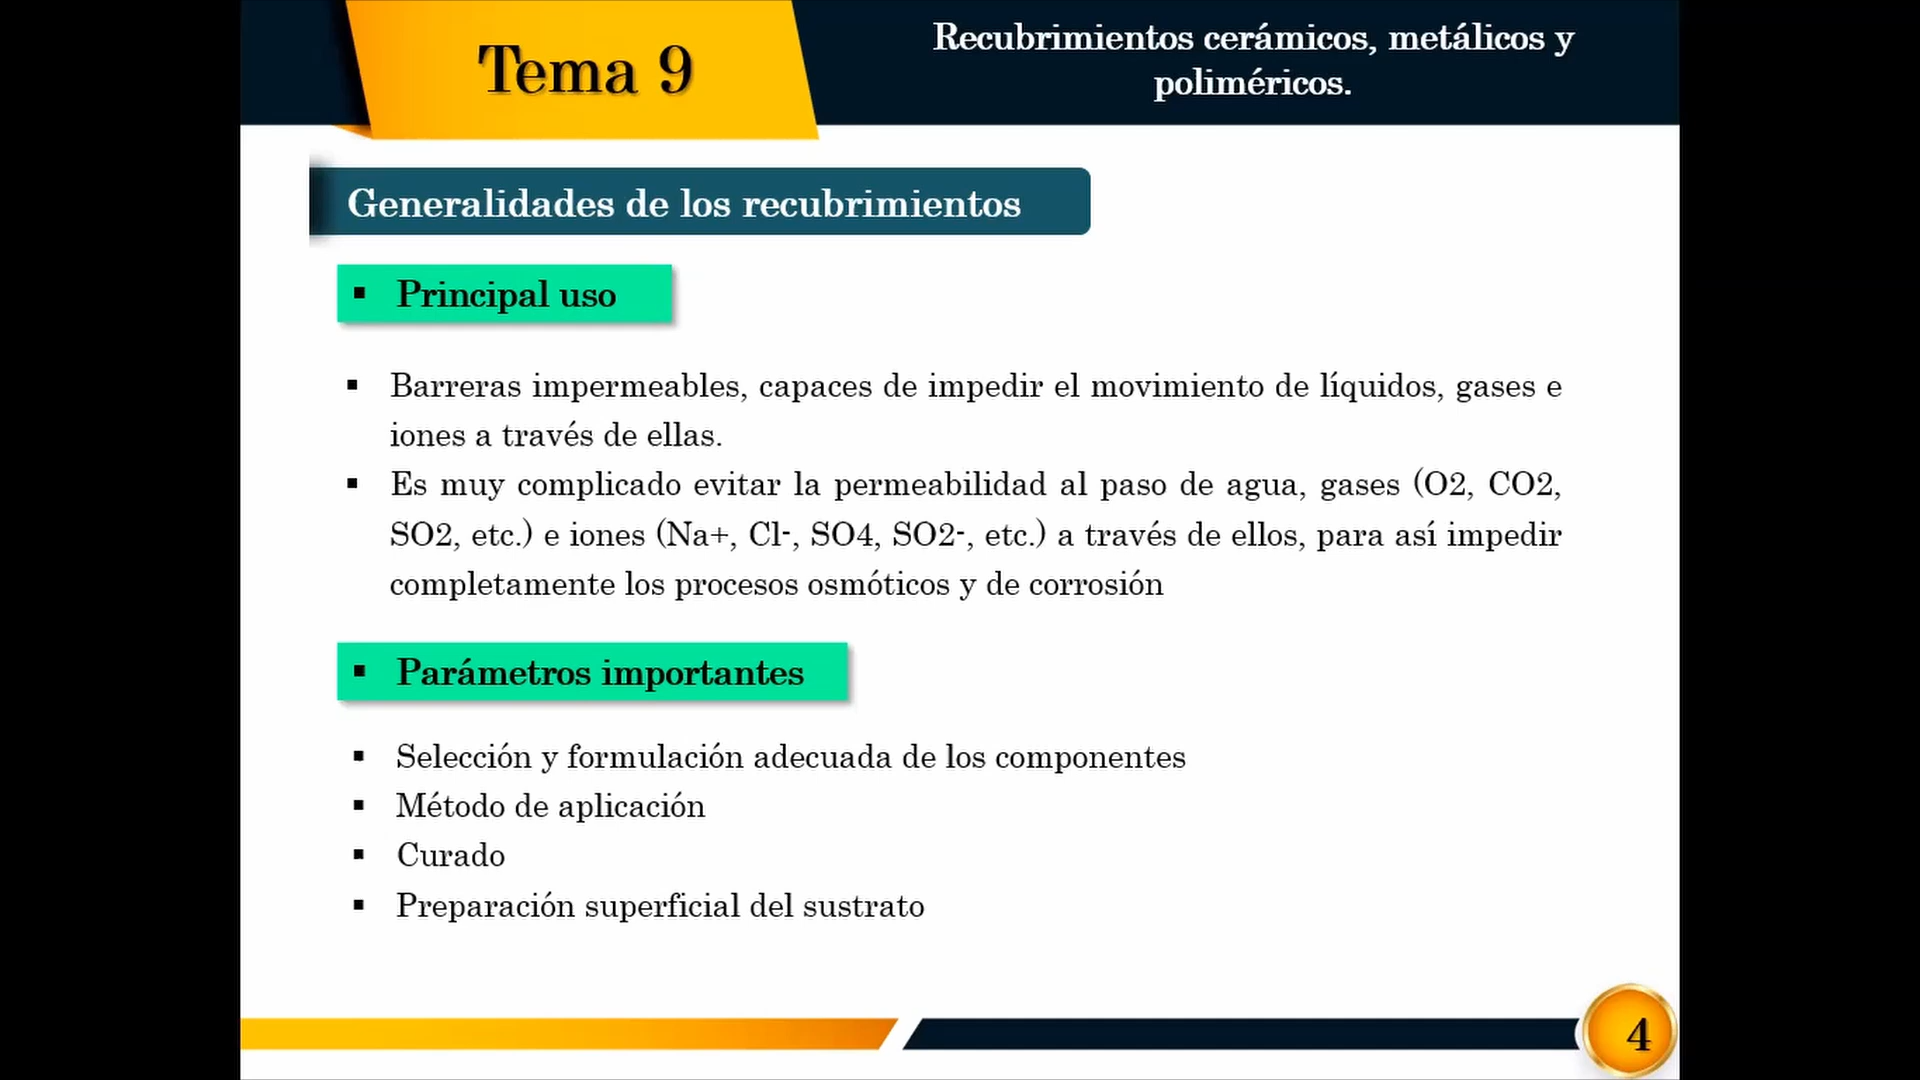 Tema 9
Recubrimientos cerámicos, metálicos y
poliméricos.
Generalidades de los recubrimientos
▪ Principal uso
▪ Barreras impermeables, capaces de impedir el movimiento de líquidos, gases e
iones a través de ellas.
▪ Es muy complicado evitar la permeabilidad al paso de agua, gases (O2, CO2,
SO2, etc.) e iones (Na+, Cl-, SO4, SO2-, etc.) a través de ellos, para así impedir
completamente los procesos osmóticos y de corrosión
▪ Parámetros importantes
▪ Selección y formulación adecuada de los componentes
▪ Método de aplicación
▪ Curado
▪ Preparación superficial del sustrato
4